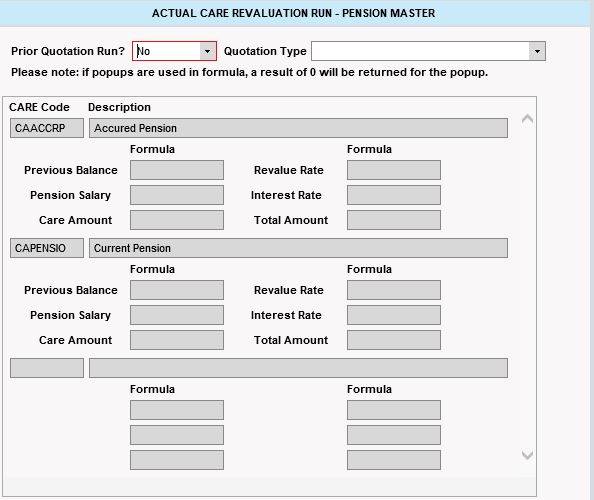 ACTUAL CARE REVALUATION RUN - PENSION MASTER
Prior Quotation Run? No Quotation Type
Please note: if popups are used in formula, a result of 0 will be returned for the popup.
CARE Code Description
CAACCRP Accured Pension
Formula Formula
Previous Balance Revalue Rate
Pension Salary Interest Rate
Care Amount Total Amount
CAPENSIO Current Pension
Formula Formula
Previous Balance Revalue Rate
Pension Salary Interest Rate
Care Amount Total Amount
Formula Formula